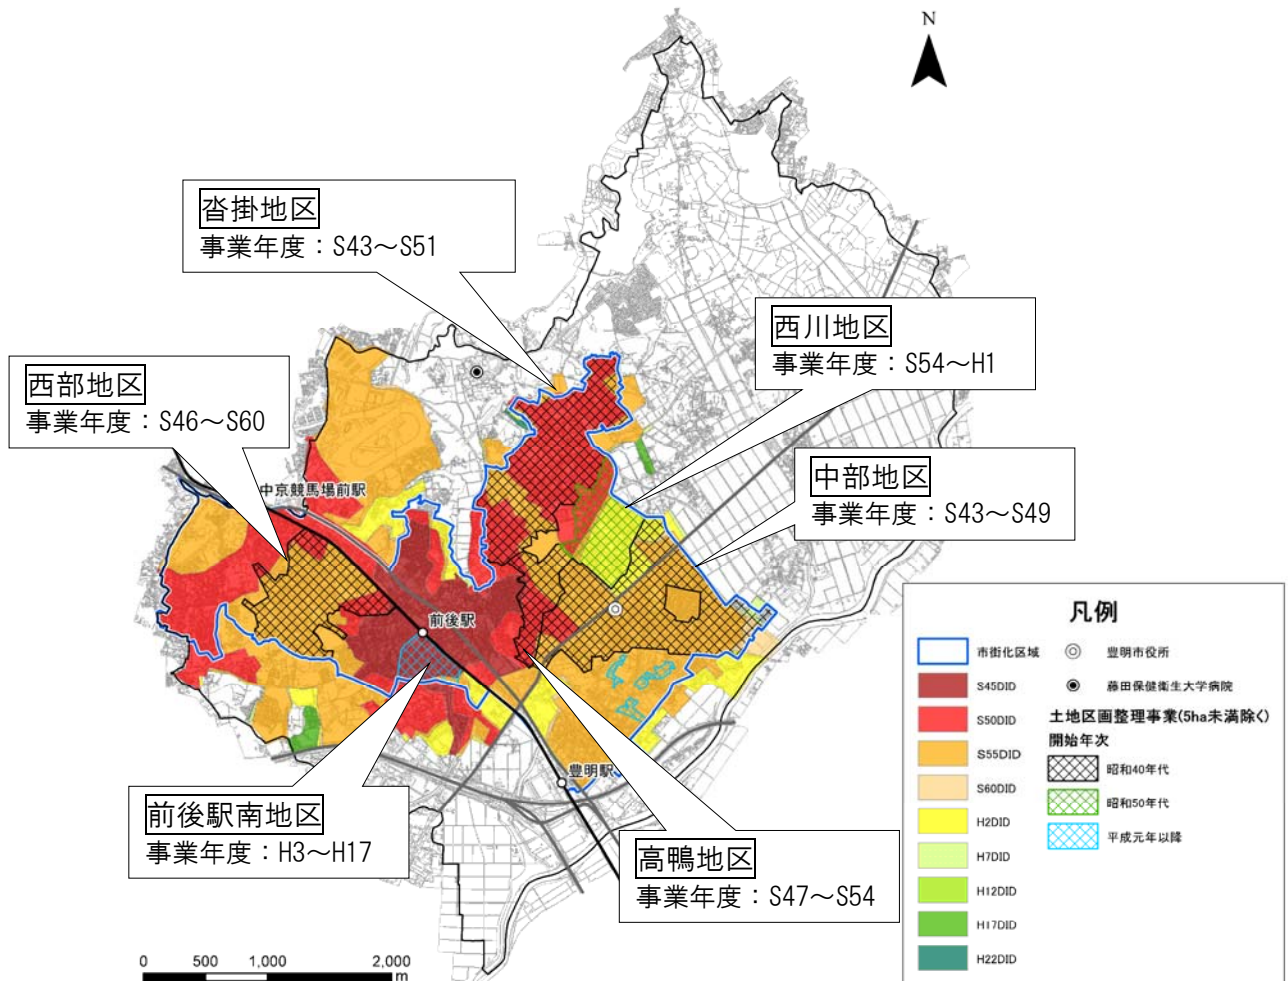 N
沓掛地区
事業年度：S43～S51
西川地区
事業年度：S54～H1
西部地区
事業年度：S46～S60
中部地区
事業年度：S43～S49
中京競馬場前駅
前後駅
豊明駅
前後駅南地区
事業年度：H3～H17
高鴨地区
事業年度：S47～S54
凡例
市街化区域
S45DID
S50DID
S55DID
S60DID
H2DID
H7DID
H12DID
H17DID
H22DID
豊明市役所
藤田保健衛生大学病院
土地区画整理事業(5ha未満除く)
開始年次
昭和40年代
昭和50年代
平成元年以降
0 500 1,000 2,000
m